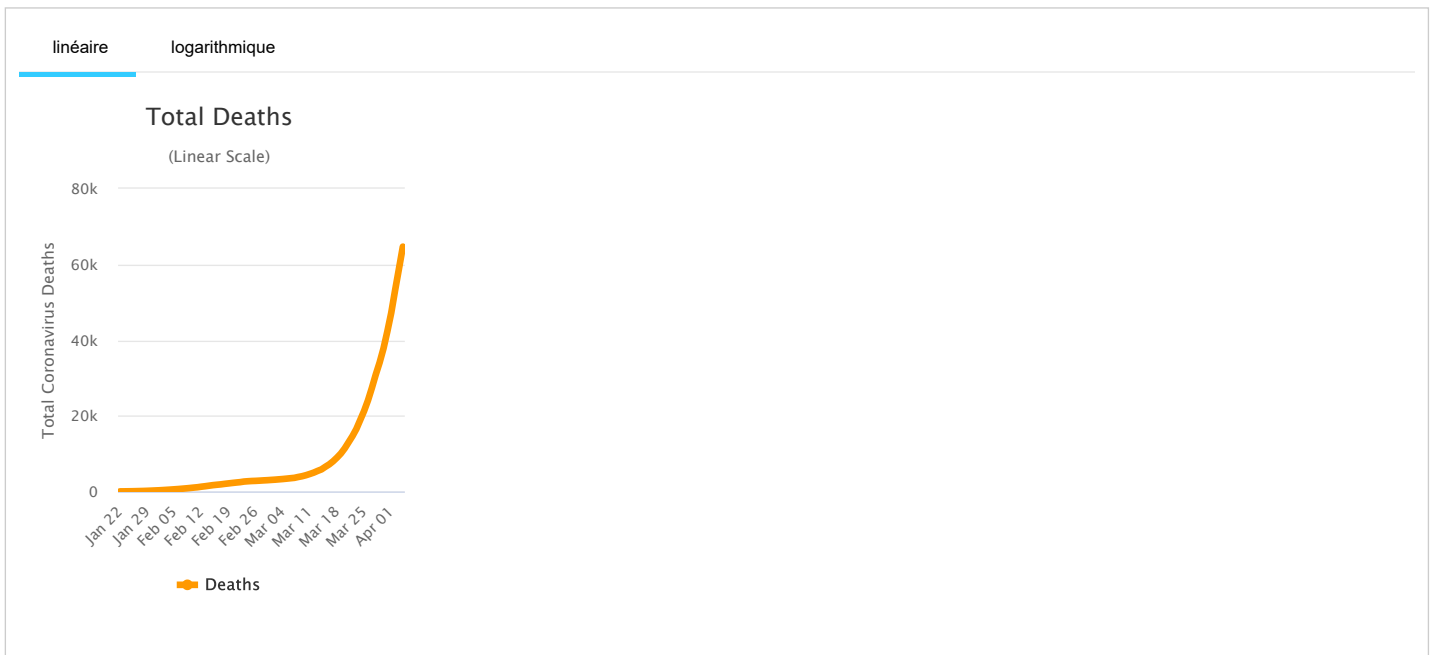 linéaire logarithmique
Total Deaths
(Linear Scale)
Total Coronavirus Deaths
80k
60k
40k
20k
0
Jan 22 Jan 29 Feb 05 Feb 12 Feb 19 Feb 26 Mar 04 Mar 11 Mar 18 Mar 25 Apr 01
Deaths